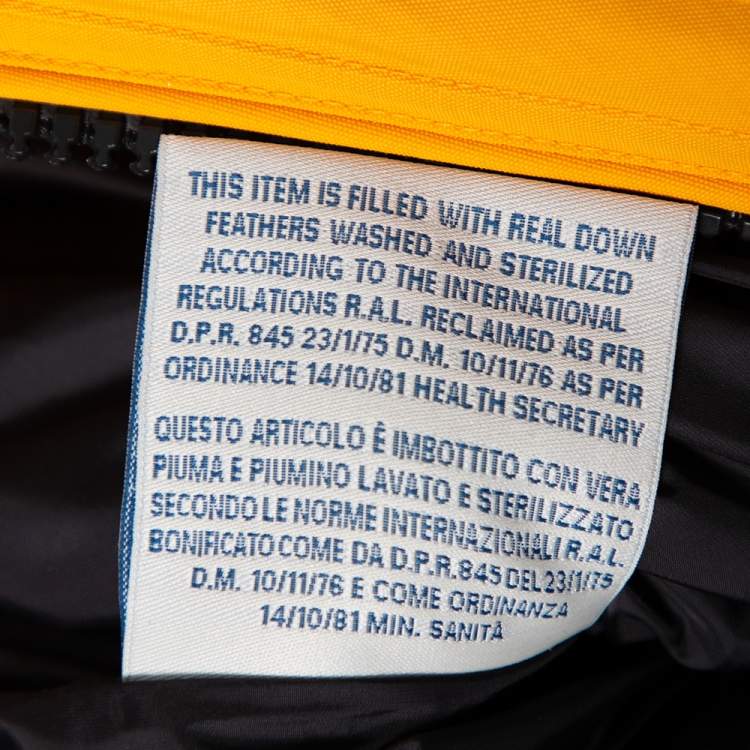 THIS ITEM IS FILLED WITH REAL DOWN
FEATHERS WASHED AND STERILIZED
ACCORDING TO THE INTERNATIONAL
REGULATIONS R.A.L. RECLAIMED AS PER
D.P.R. 845 23/1/75 D.M. 10/11/76 AS PER
ORDINANCE 14/10/81 HEALTH SECRETARY
QUESTO ARTICOLO È IMBOTTITO CON VERA
PIUMA E PIUMINO LAVATO E STERILIZZATO
SECONDO LE NORME INTERNAZIONALI R.A.L.
BONIFICATO COME DA D.P.R. 845 DEL 23/1/75
D.M. 10/11/76 E COME ORDINANZA
14/10/81 MIN. SANITÀ